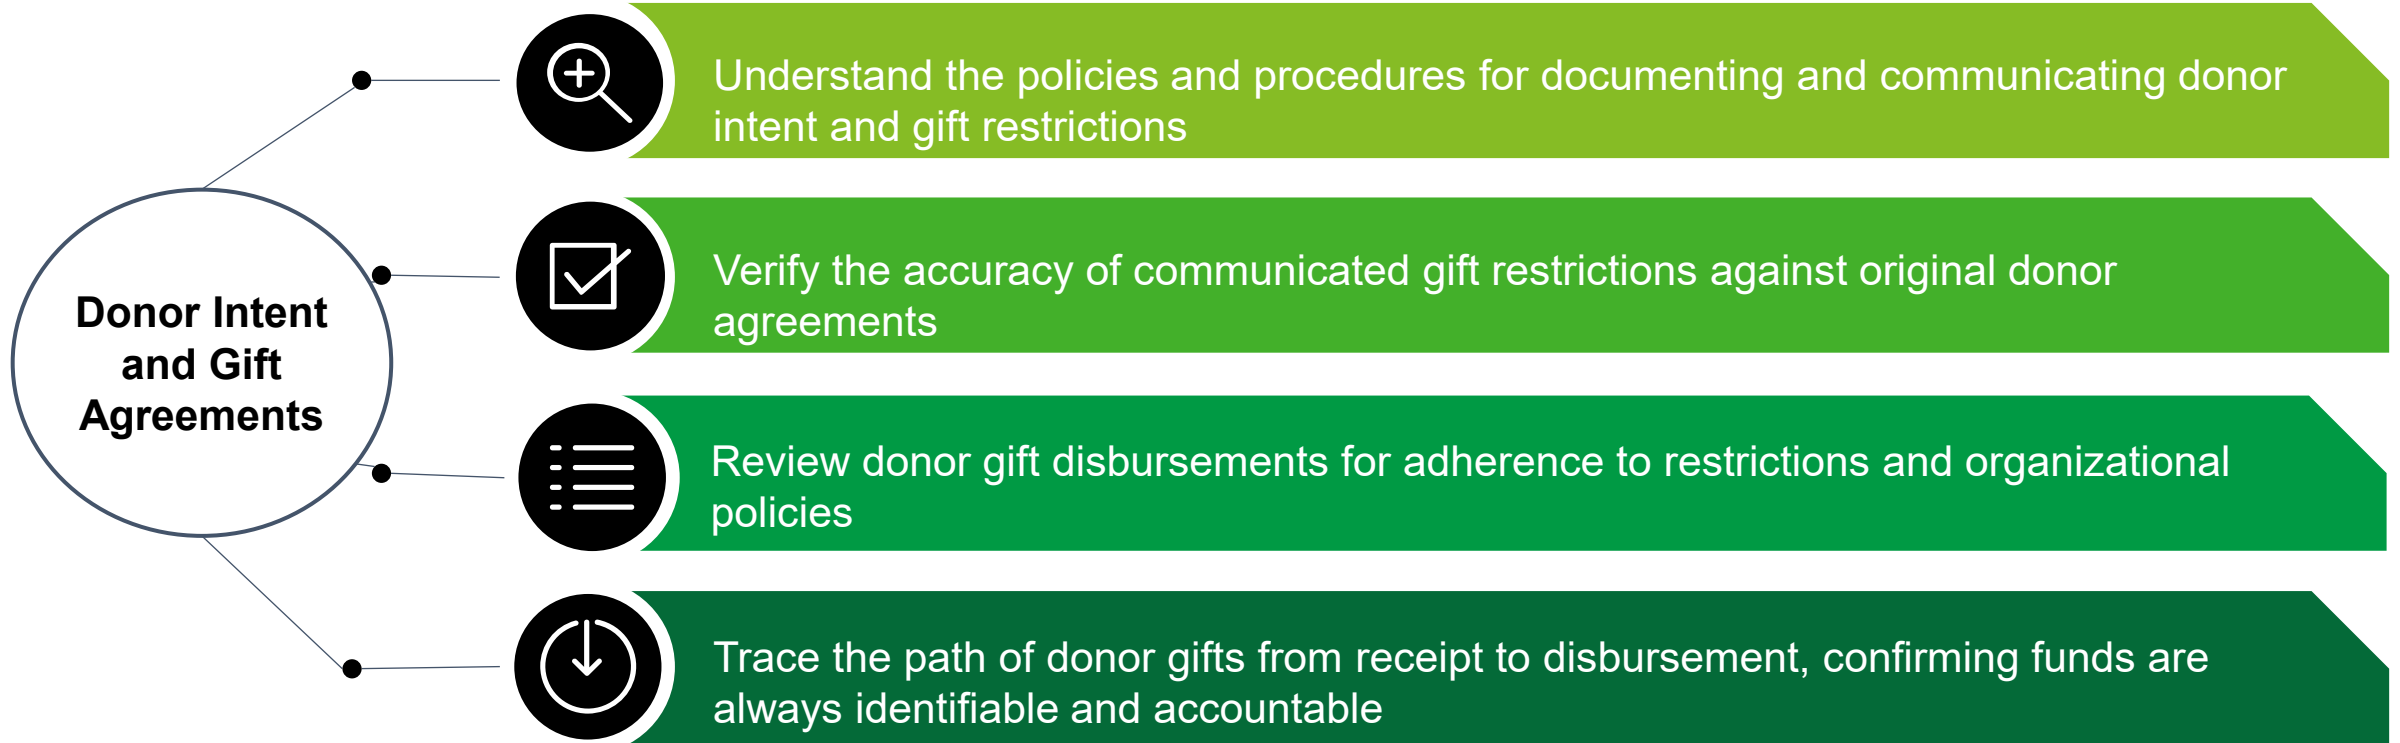 Understand the policies and procedures for documenting and communicating donor
intent and gift restrictions
Verify the accuracy of communicated gift restrictions against original donor
agreements
Donor Intent
and Gift
Agreements
Review donor gift disbursements for adherence to restrictions and organizational
policies
Trace the path of donor gifts from receipt to disbursement, confirming funds are
always identifiable and accountable